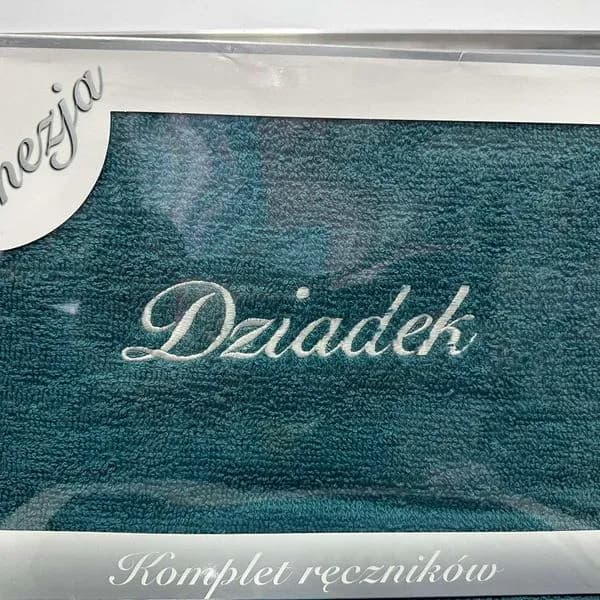 nezja
Dziadek
Komplet ręczników